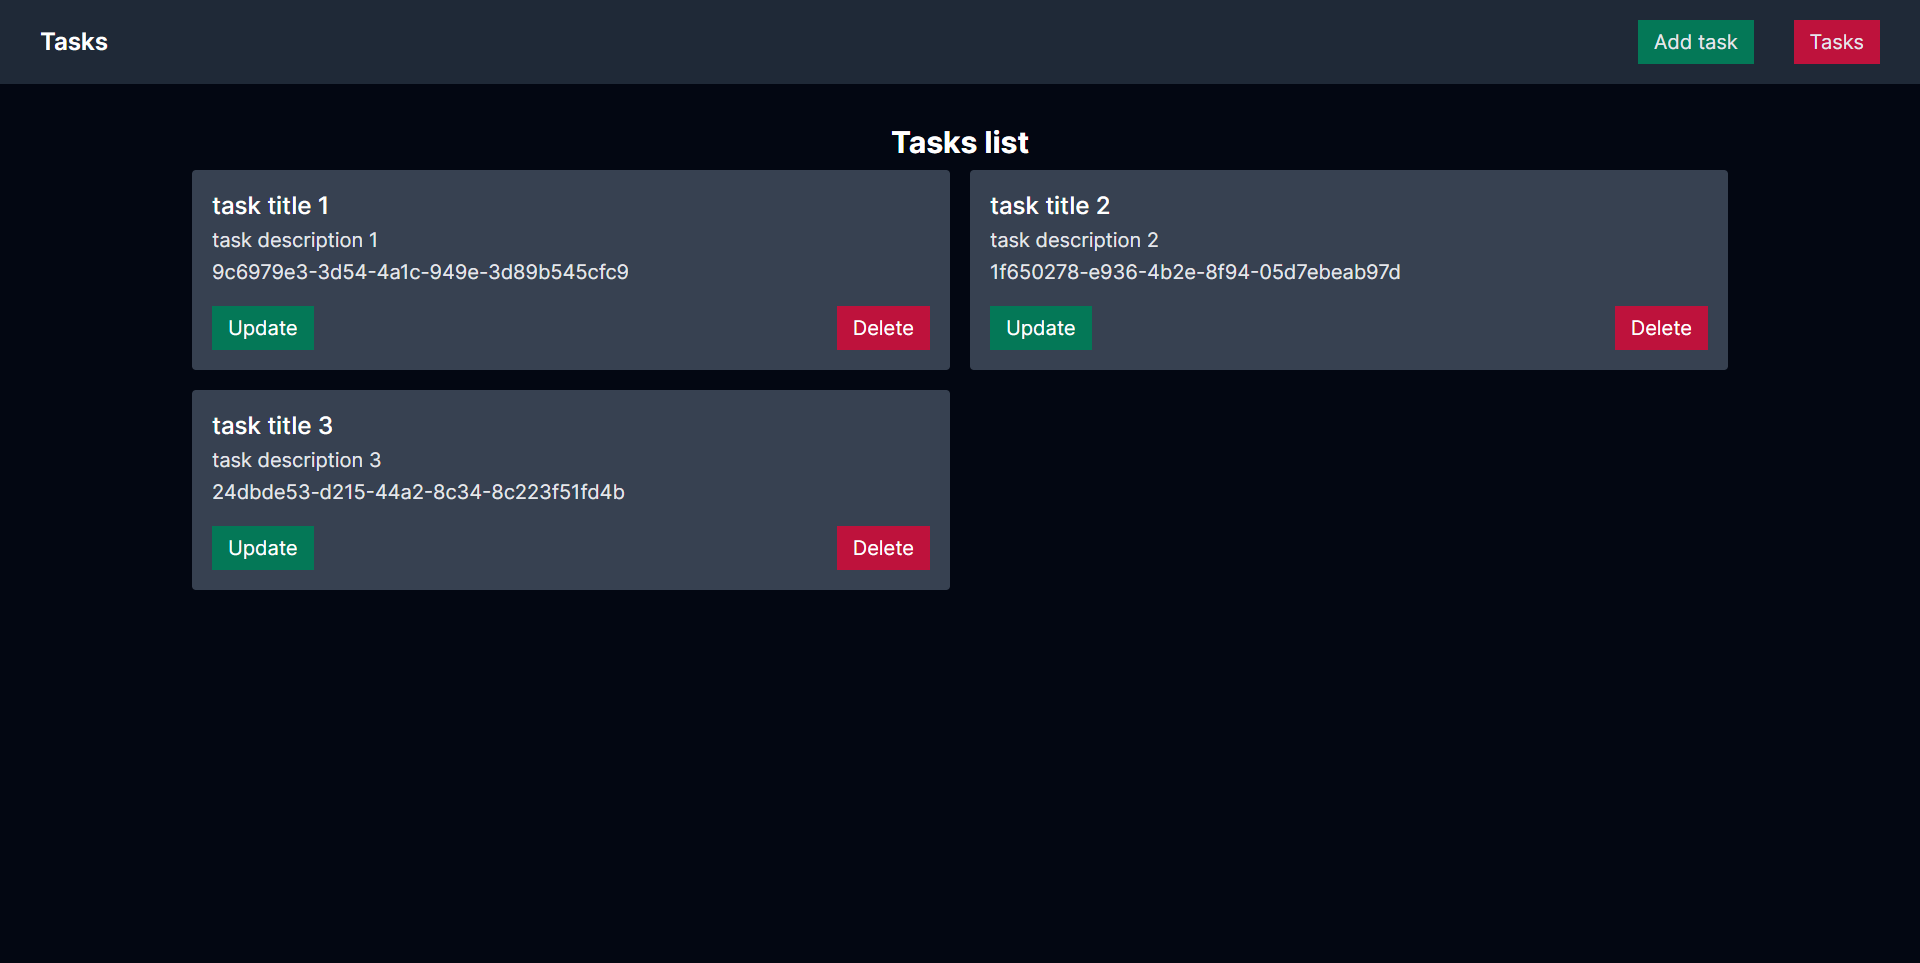 Tasks
Add task
Tasks
Tasks list
task title 1
task description 1
9c6979e3-3d54-4a1c-949e-3d89b545cfc9
Update
Delete
task title 2
task description 2
1f650278-e936-4b2e-8f94-05d7ebeab97d
Update
Delete
task title 3
task description 3
24dbde53-d215-44a2-8c34-8c223f51fd4b
Update
Delete